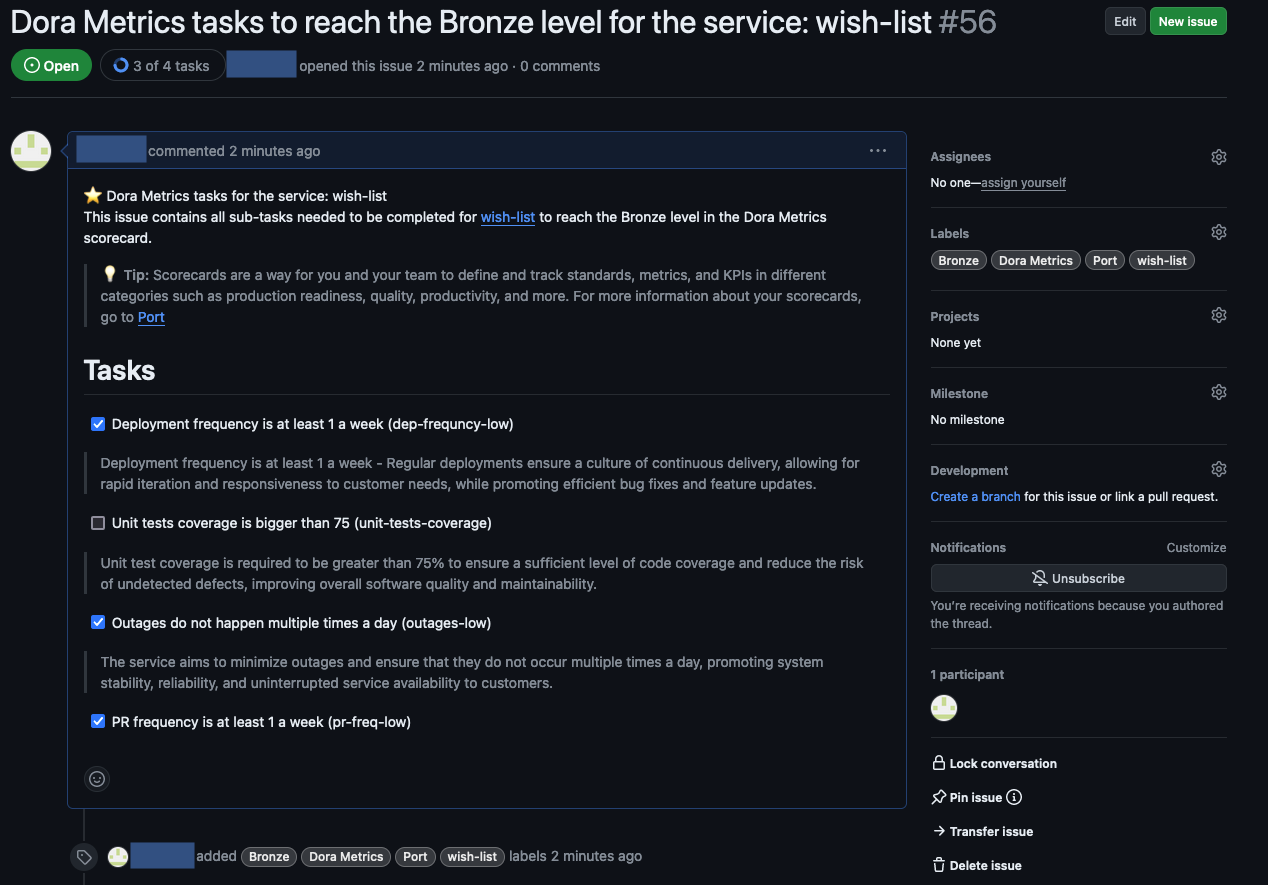 Dora Metrics tasks to reach the Bronze level for the service: wish-list #56
Edit
New issue
Open
3 of 4 tasks
opened this issue 2 minutes ago · 0 comments
commented 2 minutes ago
Dora Metrics tasks for the service: wish-list
This issue contains all sub-tasks needed to be completed for wish-list to reach the Bronze level in the Dora Metrics
scorecard.
Tip: Scorecards are a way for you and your team to define and track standards, metrics, and KPIs in different
categories such as production readiness, quality, productivity, and more. For more information about your scorecards,
go to Port
Tasks
Deployment frequency is at least 1 a week (dep-frequncy-low)
Deployment frequency is at least 1 a week - Regular deployments ensure a culture of continuous delivery, allowing for
rapid iteration and responsiveness to customer needs, while promoting efficient bug fixes and feature updates.
Unit tests coverage is bigger than 75 (unit-tests-coverage)
Unit test coverage is required to be greater than 75% to ensure a sufficient level of code coverage and reduce the risk
of undetected defects, improving overall software quality and maintainability.
Outages do not happen multiple times a day (outages-low)
The service aims to minimize outages and ensure that they do not occur multiple times a day, promoting system
stability, reliability, and uninterrupted service availability to customers.
PR frequency is at least 1 a week (pr-freq-low)
added Bronze Dora Metrics Port wish-list labels 2 minutes ago
Assignees
No one—assign yourself
Labels
Bronze Dora Metrics Port wish-list
Projects
None yet
Milestone
No milestone
Development
Create a branch for this issue or link a pull request.
Notifications
Customize
Unsubscribe
You're receiving notifications because you authored
the thread.
1 participant
Lock conversation
Pin issue
Transfer issue
Delete issue